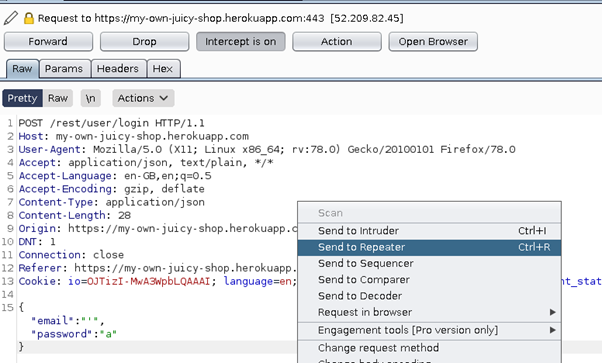 Request to https://my-own-juicy-shop.herokuapp.com:443 [52.209.82.45]
Forward Drop Intercept is on Action Open Browser
Raw Params Headers Hex
Pretty Raw \n Actions
1 POST /rest/user/login HTTP/1.1
2 Host: my-own-juicy-shop.herokuapp.com
3 User-Agent: Mozilla/5.0 (X11; Linux x86_64; rv:78.0) Gecko/20100101 Firefox/78.0
4 Accept: application/json, text/plain, */*
5 Accept-Language: en-GB,en;q=0.5
6 Accept-Encoding: gzip, deflate
7 Content-Type: application/json
8 Content-Length: 28
9 Origin: https://my-own-juicy-shop.herokuapp.c
10 DNT: 1
11 Connection: close
12 Referer: https://my-own-juicy-shop.herokuapp.
13 Cookie: io=OJTizI-MwA3WpbLQAAAI; language=en; nt_stat
14
15 {
"email":"'",
"password":"a"
}
Scan
Send to Intruder Ctrl+I
Send to Repeater Ctrl+R
Send to Sequencer
Send to Comparer
Send to Decoder
Request in browser
Engagement tools [Pro version only]
Change request method